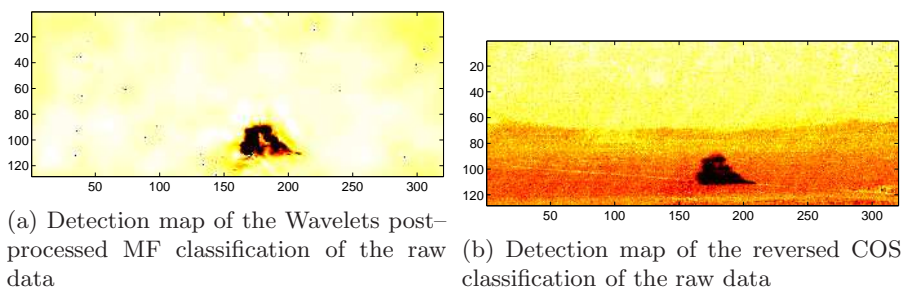 20
40
60
80
100
120
50 100 150 200 250 300
(a) Detection map of the Wavelets post–
processed MF classification of the raw
data
20
40
60
80
100
120
50 100 150 200 250 300
(b) Detection map of the reversed COS
classification of the raw data